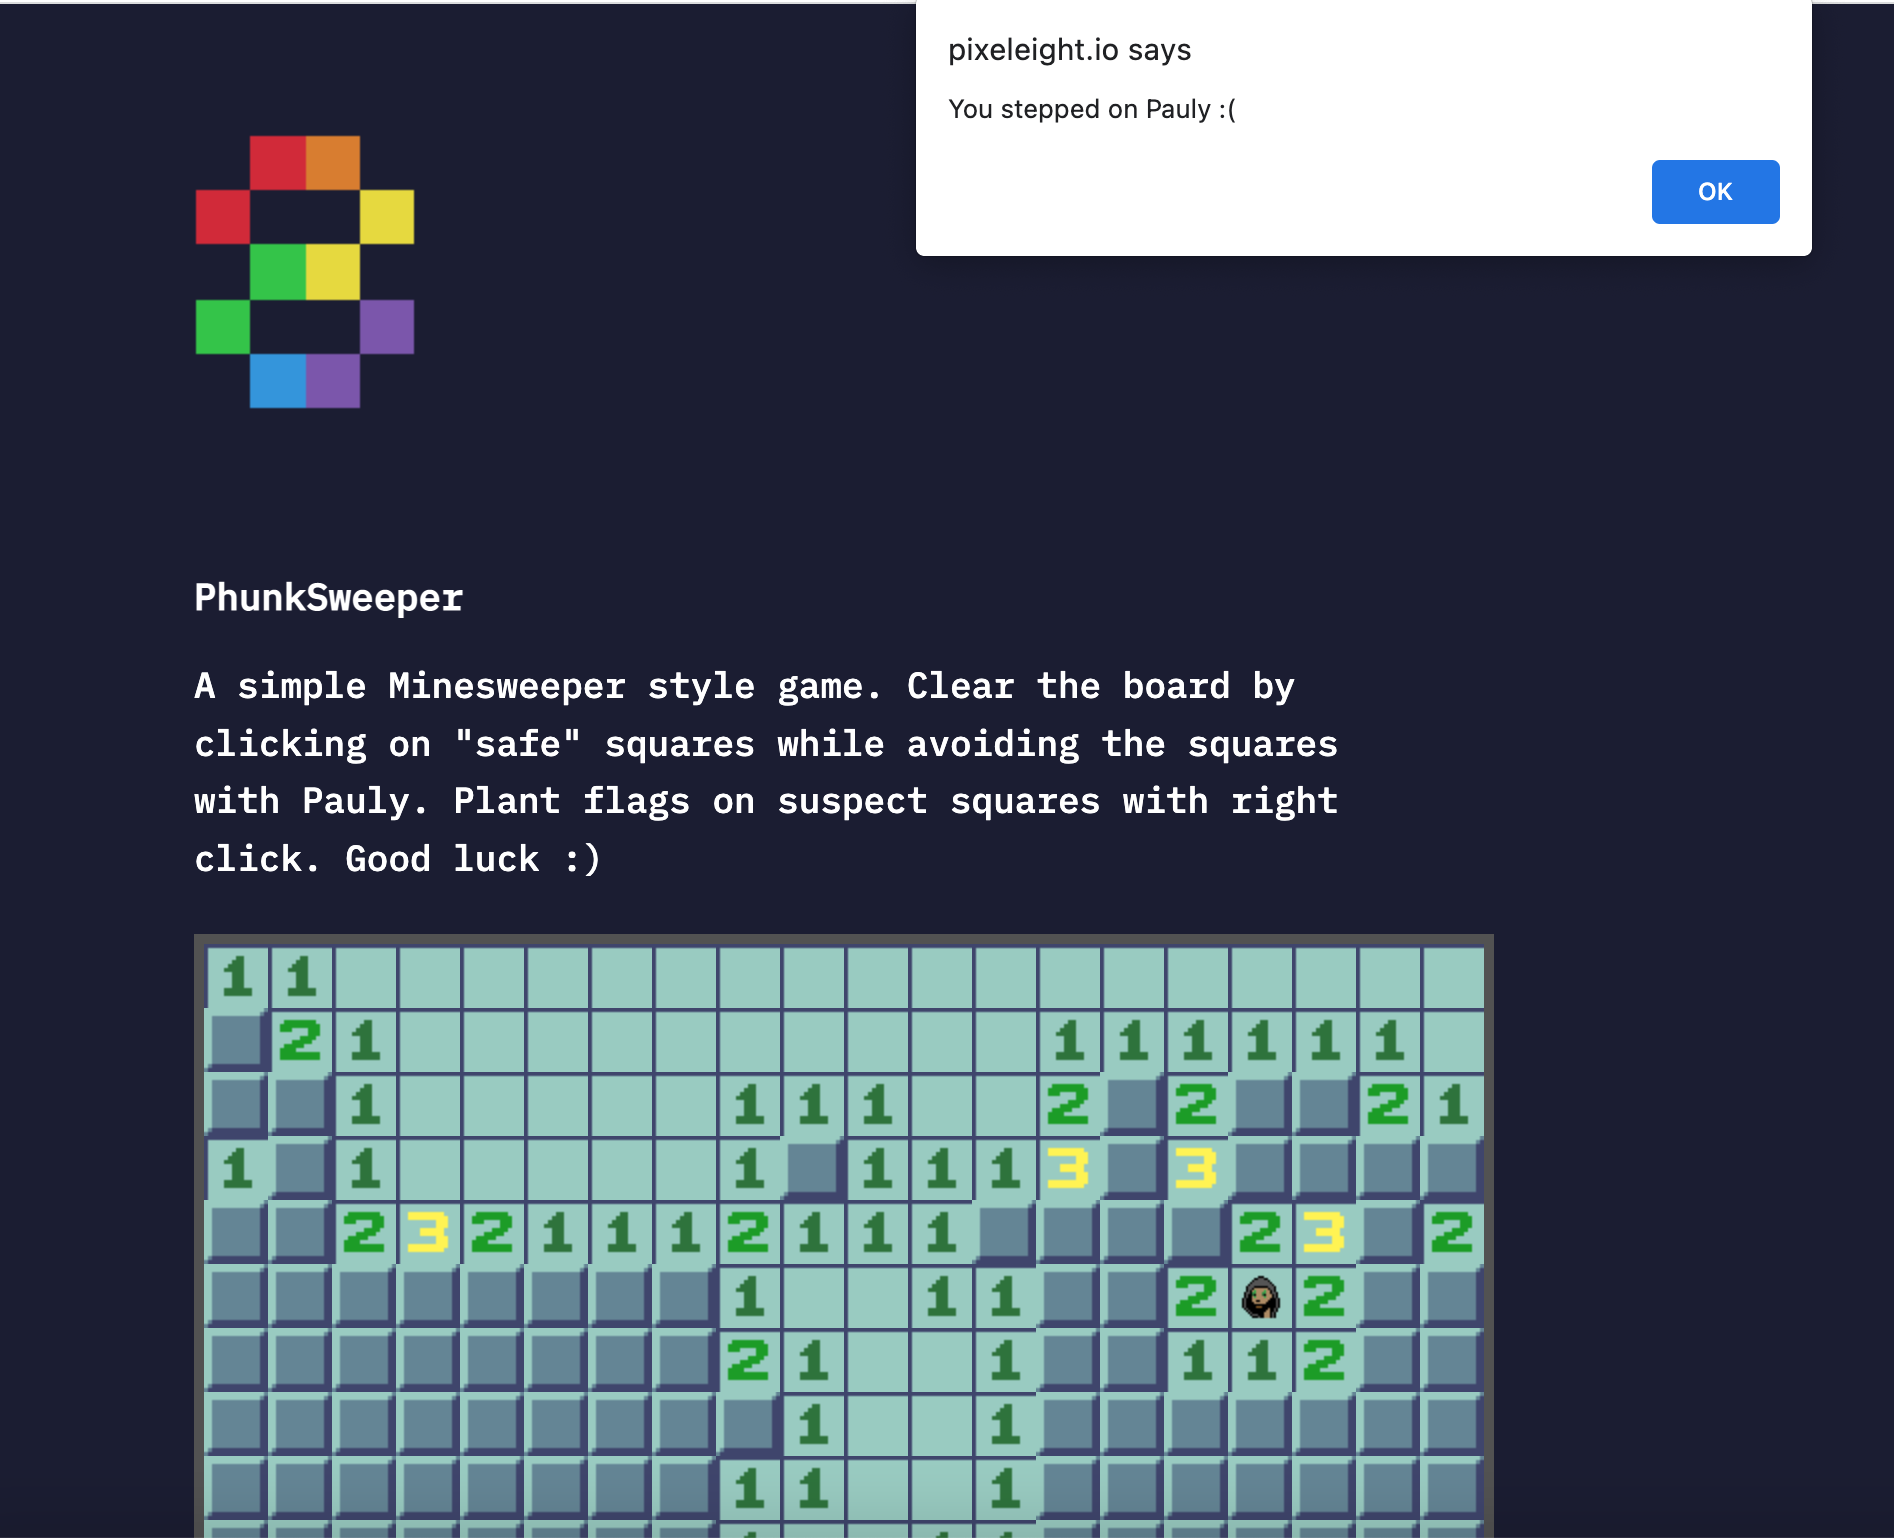 pixeleight.io says
You stepped on Pauly :(
OK
PhunkSweeper
A simple Minesweeper style game. Clear the board by
clicking on "safe" squares while avoiding the squares
with Pauly. Plant flags on suspect squares with right
click. Good luck :)
1 1
2 1 1 1 1 1 1 1
1 1 1 1 2 2 2 1
1 1 1 1 1 1 3 3
2 3 2 1 1 1 2 1 1 1 2 3 2
1 1 1 2 2
2 1 1 1 1 2
1 1
1 1 1